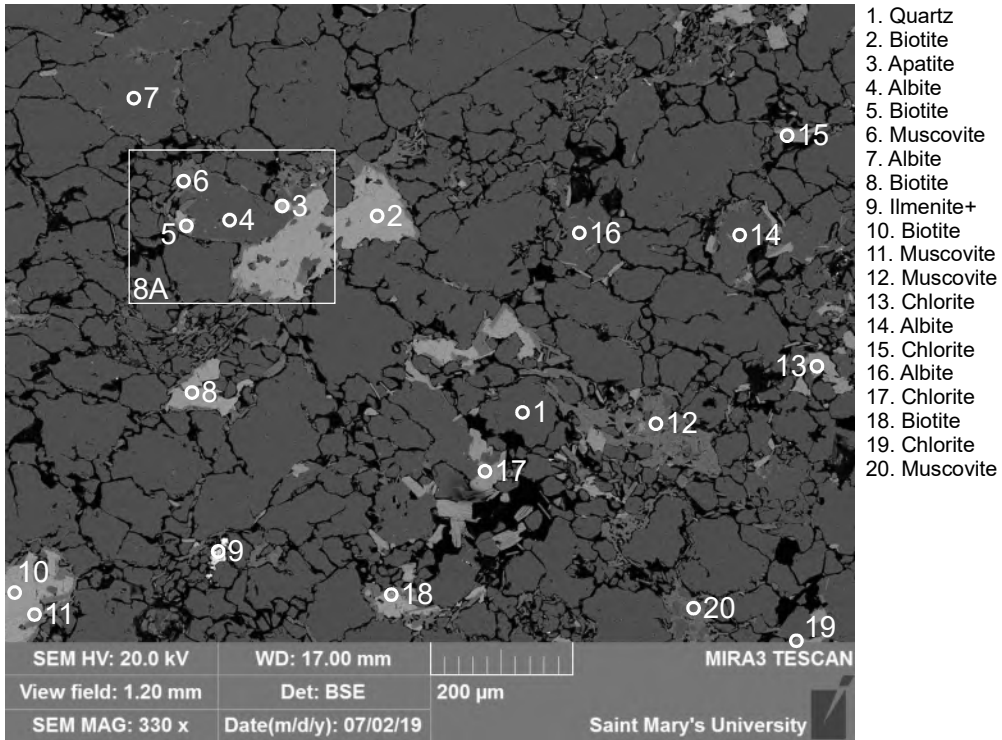 1. Quartz
2. Biotite
3. Apatite
4. Albite
5. Biotite
6. Muscovite
7. Albite
8. Biotite
9. Ilmenite+
10. Biotite
11. Muscovite
12. Muscovite
13. Chlorite
14. Albite
15. Chlorite
16. Albite
17. Chlorite
18. Biotite
19. Chlorite
20. Muscovite
7
15
6
3
2
4
5
16
14
8A
13
8
1
12
17
9
10
18
11
20
19
SEM HV: 20.0 kV
WD: 17.00 mm
MIRA3 TESCAN
View field: 1.20 mm
Det: BSE
200 µm
SEM MAG: 330 x
Date(m/d/y): 07/02/19
Saint Mary's University